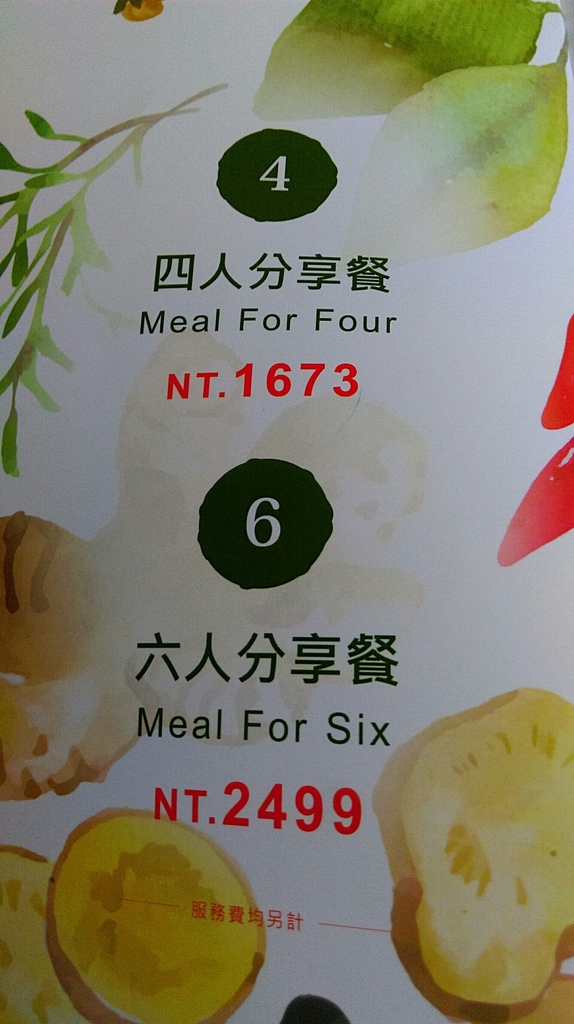 4
四人分享餐
Meal For Four
NT.1673
6
六人分享餐
Meal For Six
NT.2499
服務費均另計